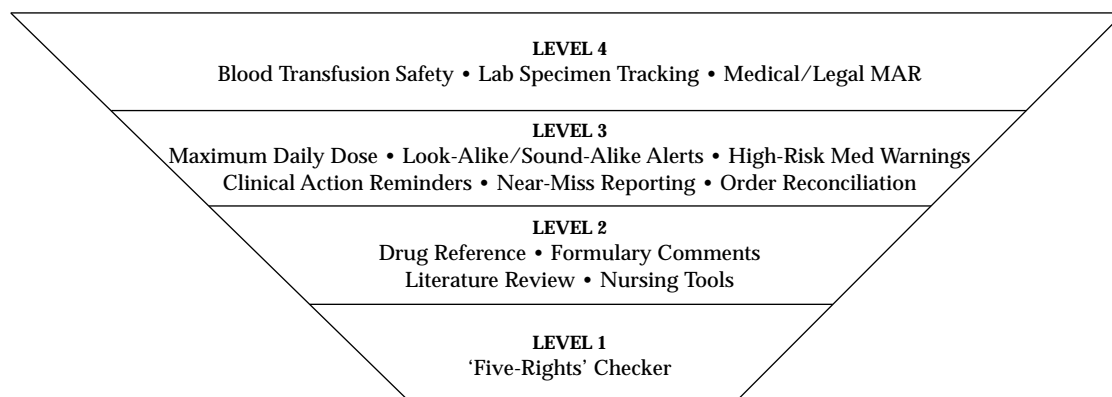 LEVEL 4
Blood Transfusion Safety • Lab Specimen Tracking • Medical/Legal MAR
LEVEL 3
Maximum Daily Dose • Look-Alike/Sound-Alike Alerts • High-Risk Med Warnings
Clinical Action Reminders • Near-Miss Reporting • Order Reconciliation
LEVEL 2
Drug Reference • Formulary Comments
Literature Review • Nursing Tools
LEVEL 1
‘Five-Rights’ Checker